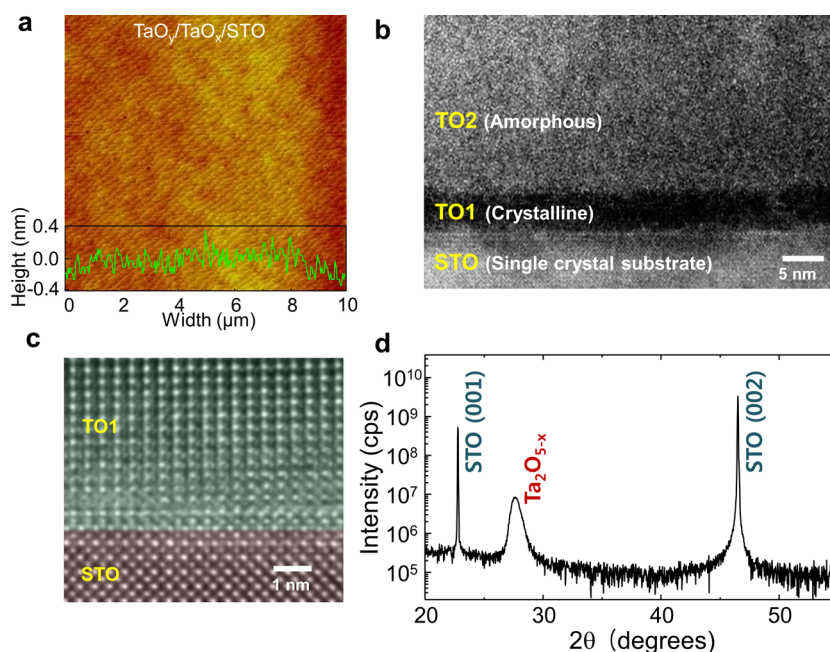 a
TaOy/TaOx/STO
Height (nm)
0.4
0.0
-0.4
0 2 4 6 8 10
Width (µm)
b
TO2 (Amorphous)
TO1 (Crystalline)
STO (Single crystal substrate)
5 nm
c
TO1
STO
1 nm
d
Intensity (cps)
10^10
10^9
10^8
10^7
10^6
10^5
STO (001)
Ta2O5-x
STO (002)
20 30 40 50
2θ (degrees)